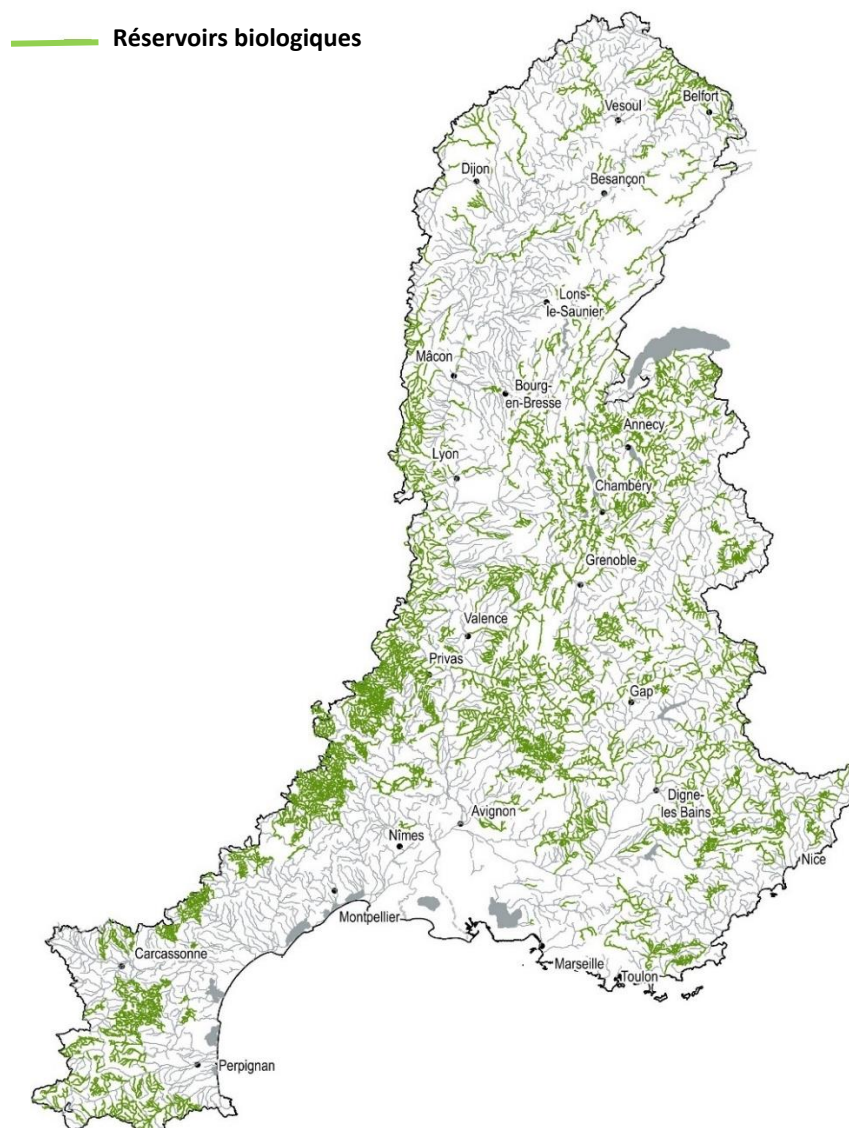 Réservoirs biologiques
Belfort
Vesoul
Dijon
Besançon
Lons-
le-Saunier
Mâcon
Bourg-
en-Bresse
Annecy
Lyon
Chambéry
Grenoble
Valence
Privas
Gap
Digne-
les Bains
Avignon
Nîmes
Nice
Montpellier
Carcassonne
Marseille
Toulon
Perpignan